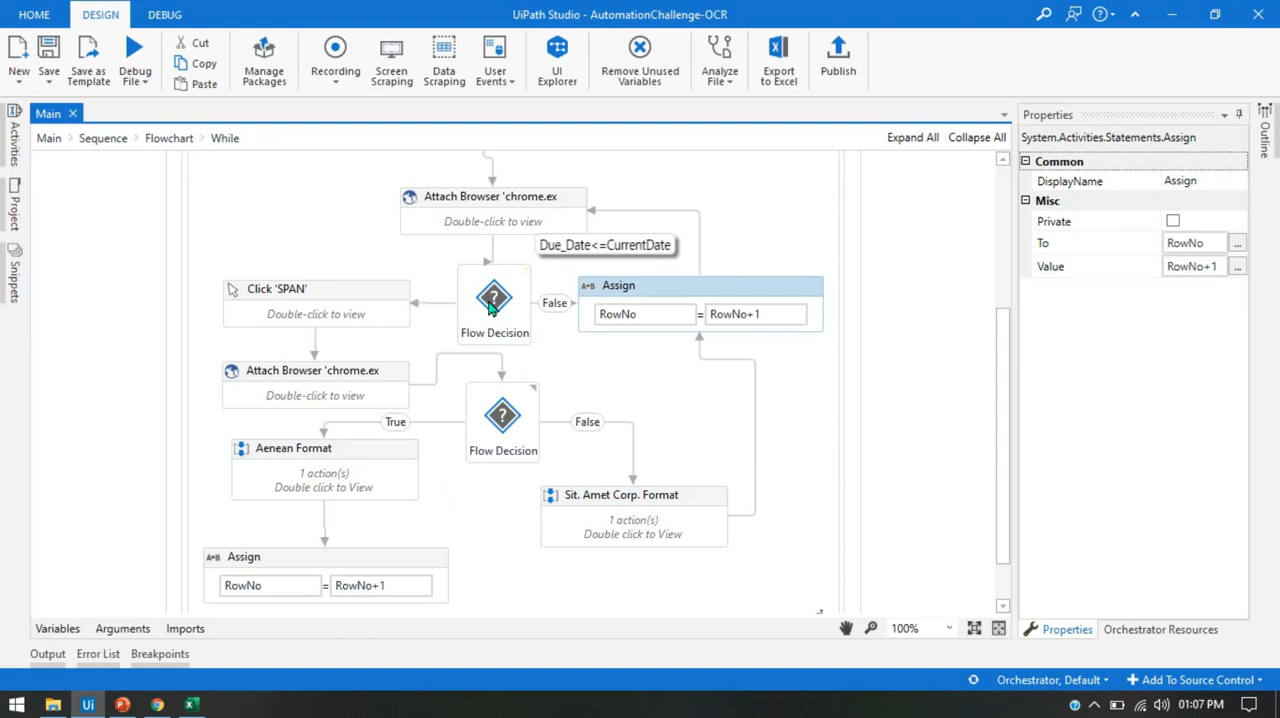 HOME DESIGN DEBUG UiPath Studio - AutomationChallenge-OCR
New Save Save as Template Debug File Cut Copy Paste Manage Packages Recording Screen Scraping Data Scraping User Events UI Explorer Remove Unused Variables Analyze File Export to Excel Publish
Main
Main Sequence Flowchart While Expand All Collapse All
Activities
Project
Snippets
Attach Browser 'chrome.ex
Double-click to view
Due_Date<=CurrentDate
Click 'SPAN'
Double-click to view
Flow Decision
False
Assign
RowNo = RowNo+1
Attach Browser 'chrome.ex
Double-click to view
True
Flow Decision
False
Aenean Format
1 action(s)
Double click to View
Sit. Amet Corp. Format
1 action(s)
Double click to View
Assign
RowNo = RowNo+1
Properties
System.Activities.Statements.Assign
Common
DisplayName Assign
Misc
Private
To RowNo ...
Value RowNo+1 ...
Outline
Variables Arguments Imports 100%
Properties Orchestrator Resources
Output Error List Breakpoints
Orchestrator, Default Add To Source Control
Ui 01:07 PM